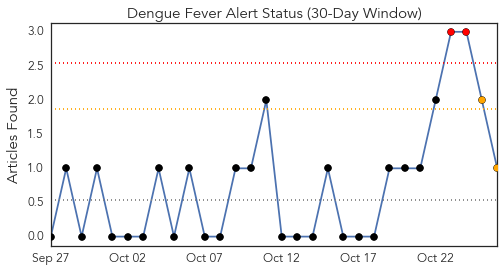 Dengue Fever Alert Status (30-Day Window)
Articles Found
3.0
2.5
2.0
1.5
1.0
0.5
0.0
Sep 27 Oct 02 Oct 07 Oct 12 Oct 17 Oct 22